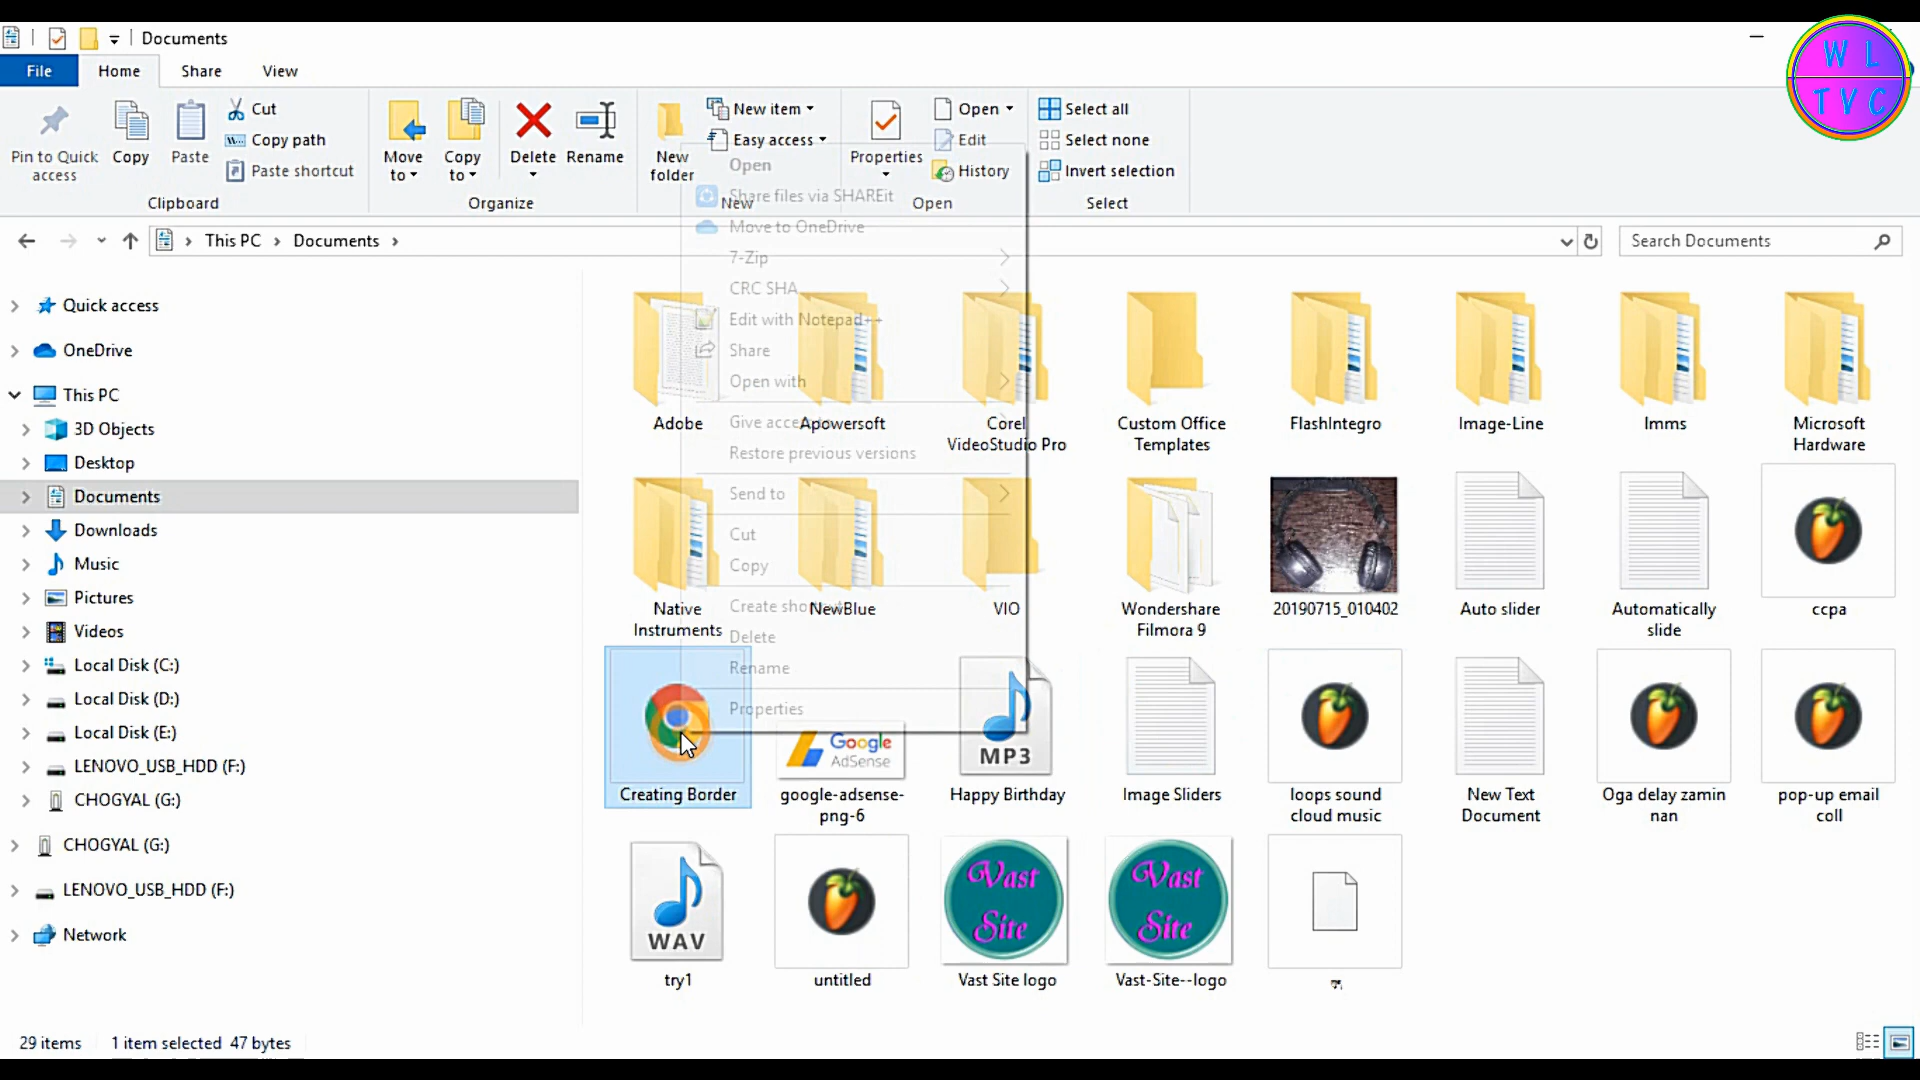 Documents
File
Home
Share
View
W L
T V C
Pin to Quick
access
Copy
Paste
Cut
Copy path
Paste shortcut
Clipboard
Move
to
Copy
to
Delete
Rename
Organize
New
folder
New item
Easy access
New
Properties
Open
Edit
History
Open
Select all
Select none
Invert selection
Select
This PC
Documents
Search Documents
Quick access
OneDrive
This PC
3D Objects
Desktop
Documents
Downloads
Music
Pictures
Videos
Local Disk (C:)
Local Disk (D:)
Local Disk (E:)
LENOVO_USB_HDD (F:)
CHOGYAL (G:)
CHOGYAL (G:)
LENOVO_USB_HDD (F:)
Network
Open
Share files via SHAREit
Move to OneDrive
7-Zip
CRC SHA
Edit with Notepad++
Share
Open with
Restore previous versions
Send to
Cut
Copy
Delete
Rename
Properties
Adobe
Apowersoft
Corel
VideoStudio Pro
Custom Office
Templates
FlashIntegro
Image-Line
lmms
Microsoft
Hardware
Native
Instruments
NewBlue
VIO
Wondershare
Filmora 9
20190715_010402
Auto slider
Automatically
slide
ccpa
Creating Border
Google
AdSense
google-adsense-
png-6
MP3
Happy Birthday
Image Sliders
loops sound
cloud music
New Text
Document
Oga delay zamin
nan
pop-up email
coll
WAV
try1
untitled
Vast
Site
Vast Site logo
Vast
Site
Vast-Site--logo
29 items
1 item selected 47 bytes